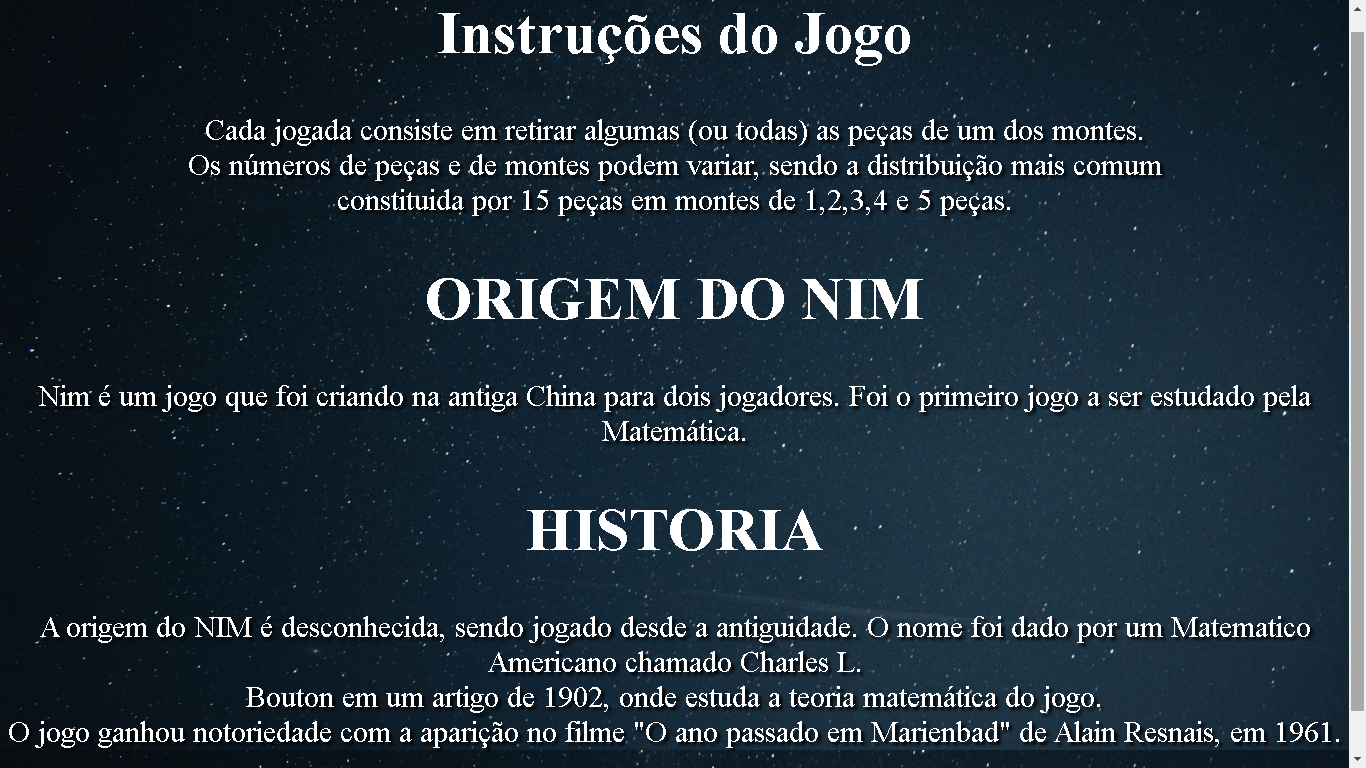 Instruções do Jogo
Cada jogada consiste em retirar algumas (ou todas) as peças de um dos montes.
Os números de peças e de montes podem variar, sendo a distribuição mais comum
constituida por 15 peças em montes de 1,2,3,4 e 5 peças.
ORIGEM DO NIM
Nim é um jogo que foi criando na antiga China para dois jogadores. Foi o primeiro jogo a ser estudado pela
Matemática.
HISTORIA
A origem do NIM é desconhecida, sendo jogado desde a antiguidade. O nome foi dado por um Matematico
Americano chamado Charles L.
Bouton em um artigo de 1902, onde estuda a teoria matemática do jogo.
O jogo ganhou notoriedade com a aparição no filme "O ano passado em Marienbad" de Alain Resnais, em 1961.